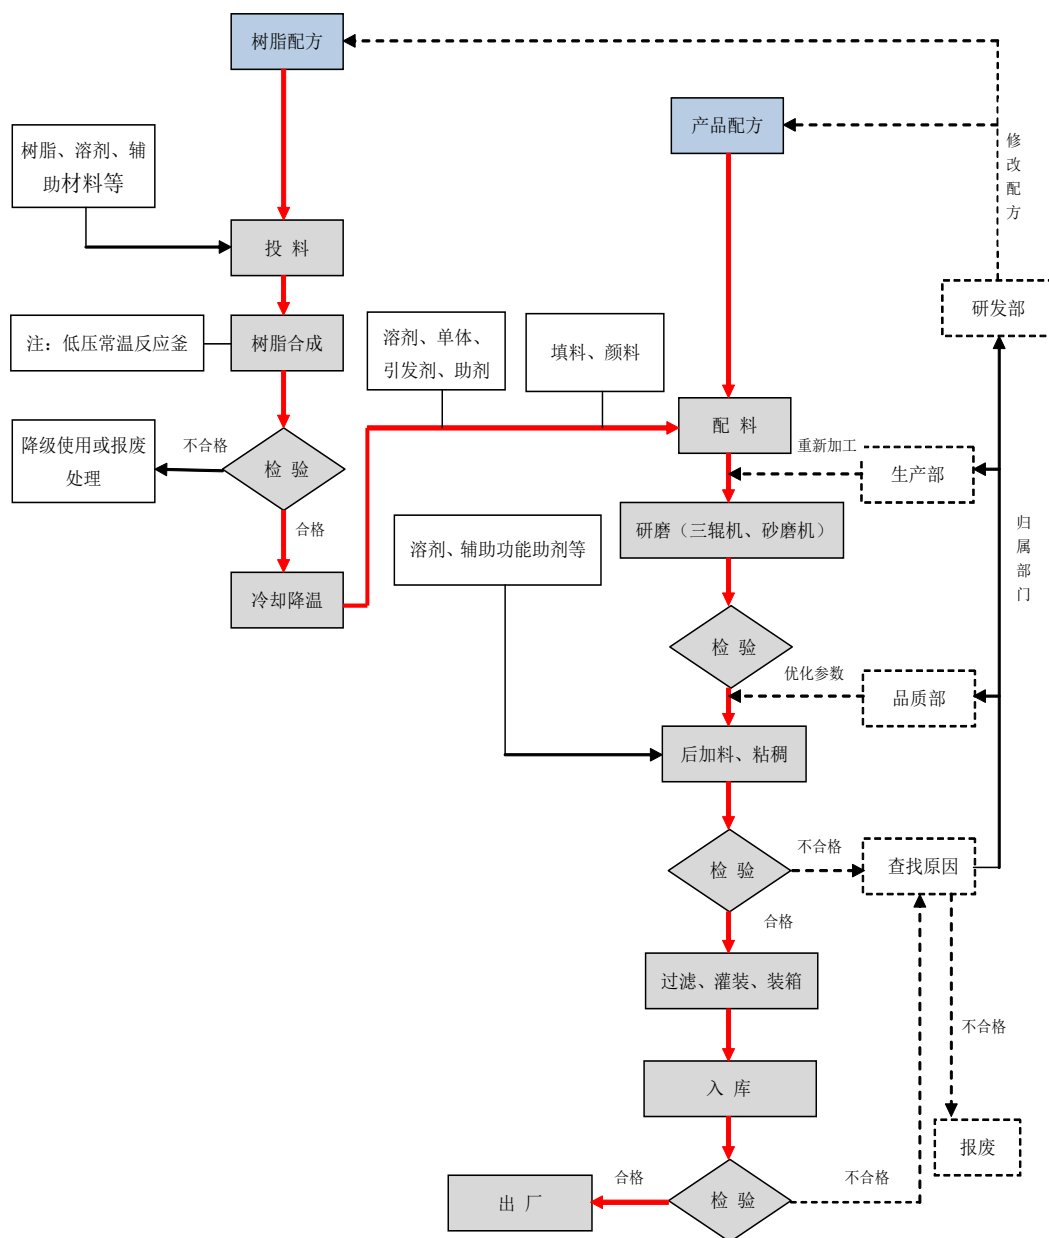 树脂配方
产品配方
修
改
配
方
树脂、溶剂、辅
助材料等
投 料
研发部
注：低压常温反应釜
树脂合成
溶剂、单体、
引发剂、助剂
填料、颜料
配 料
降级使用或报废
处理
不合格
检 验
重新加工
生产部
合格
研磨（三辊机、砂磨机）
归
属
部
门
溶剂、辅助功能助剂等
冷却降温
检 验
优化参数
品质部
后加料、粘稠
不合格
检 验
查找原因
合格
过滤、灌装、装箱
不合格
入 库
报废
合格
不合格
出 厂
检 验